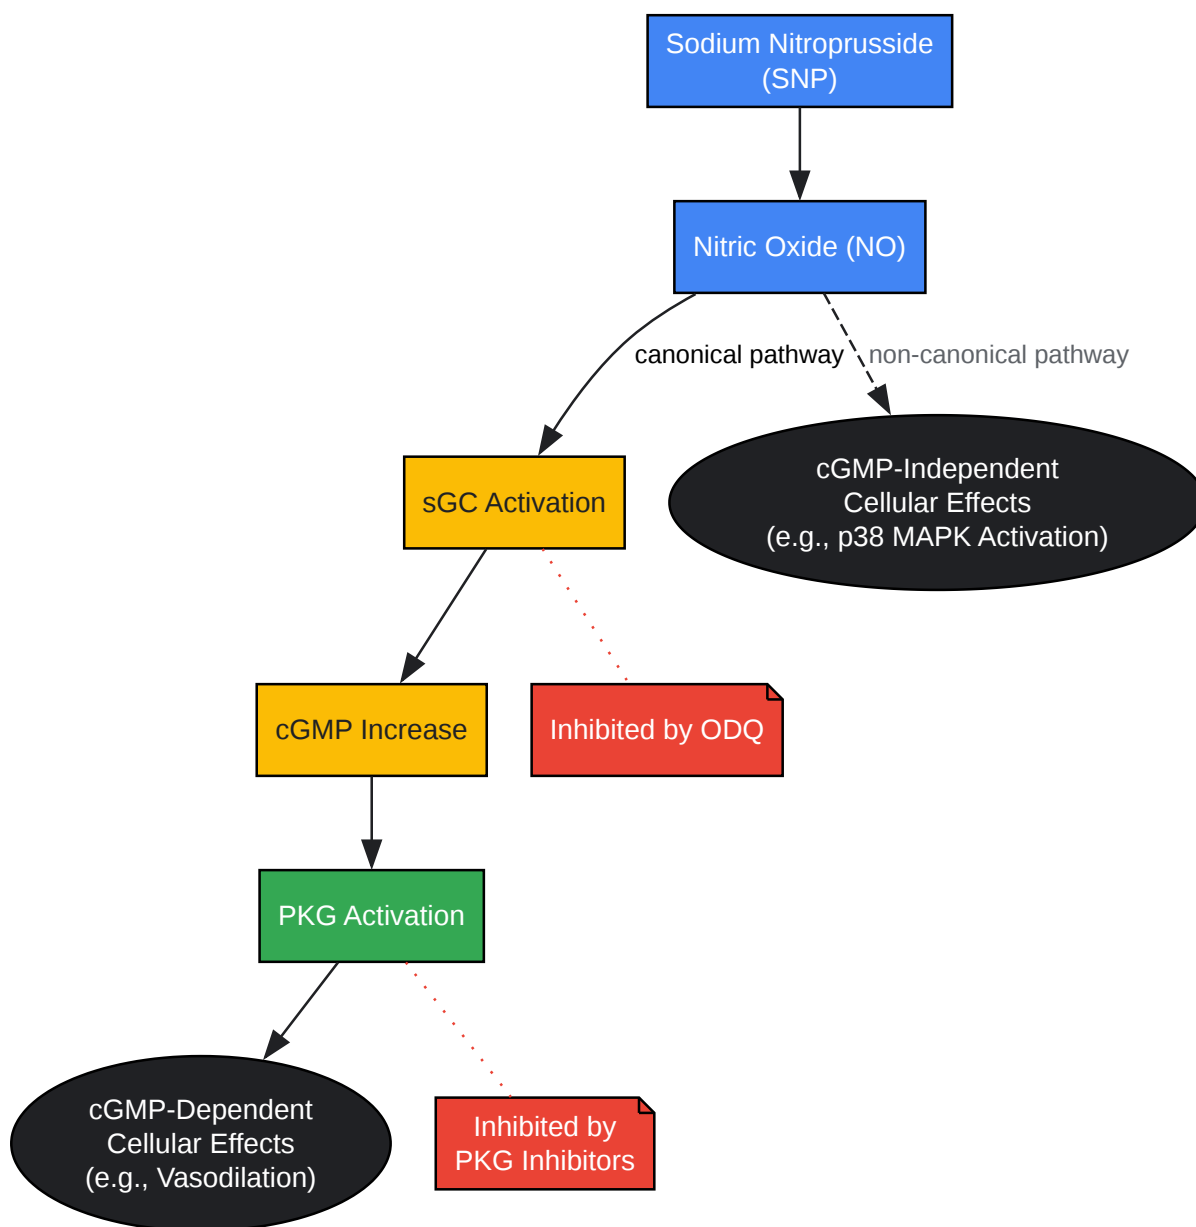 Sodium Nitroprusside
(SNP)
Nitric Oxide (NO)
canonical pathway
non-canonical pathway
cGMP-Independent
Cellular Effects
(e.g., p38 MAPK Activation)
sGC Activation
cGMP Increase
Inhibited by ODQ
PKG Activation
cGMP-Dependent
Cellular Effects
(e.g., Vasodilation)
Inhibited by
PKG Inhibitors